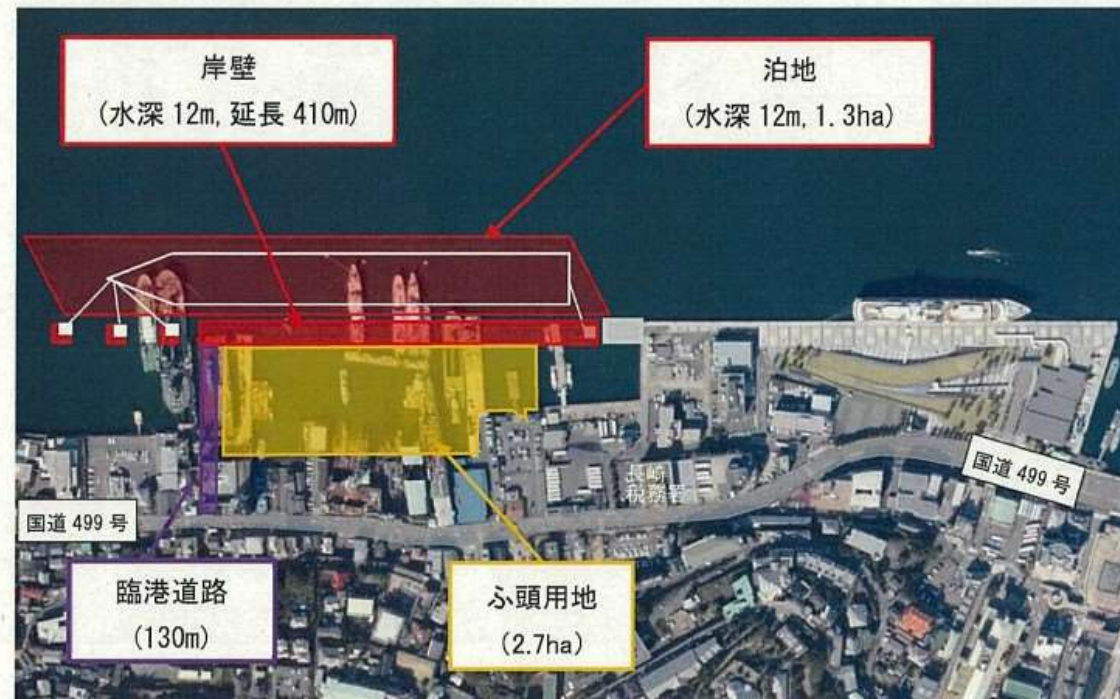 岸壁
(水深 12m, 延長 410m)
泊地
(水深 12m, 1.3ha)
長崎
税務署
国道 499 号
国道 499 号
臨港道路
(130m)
ふ頭用地
(2.7ha)